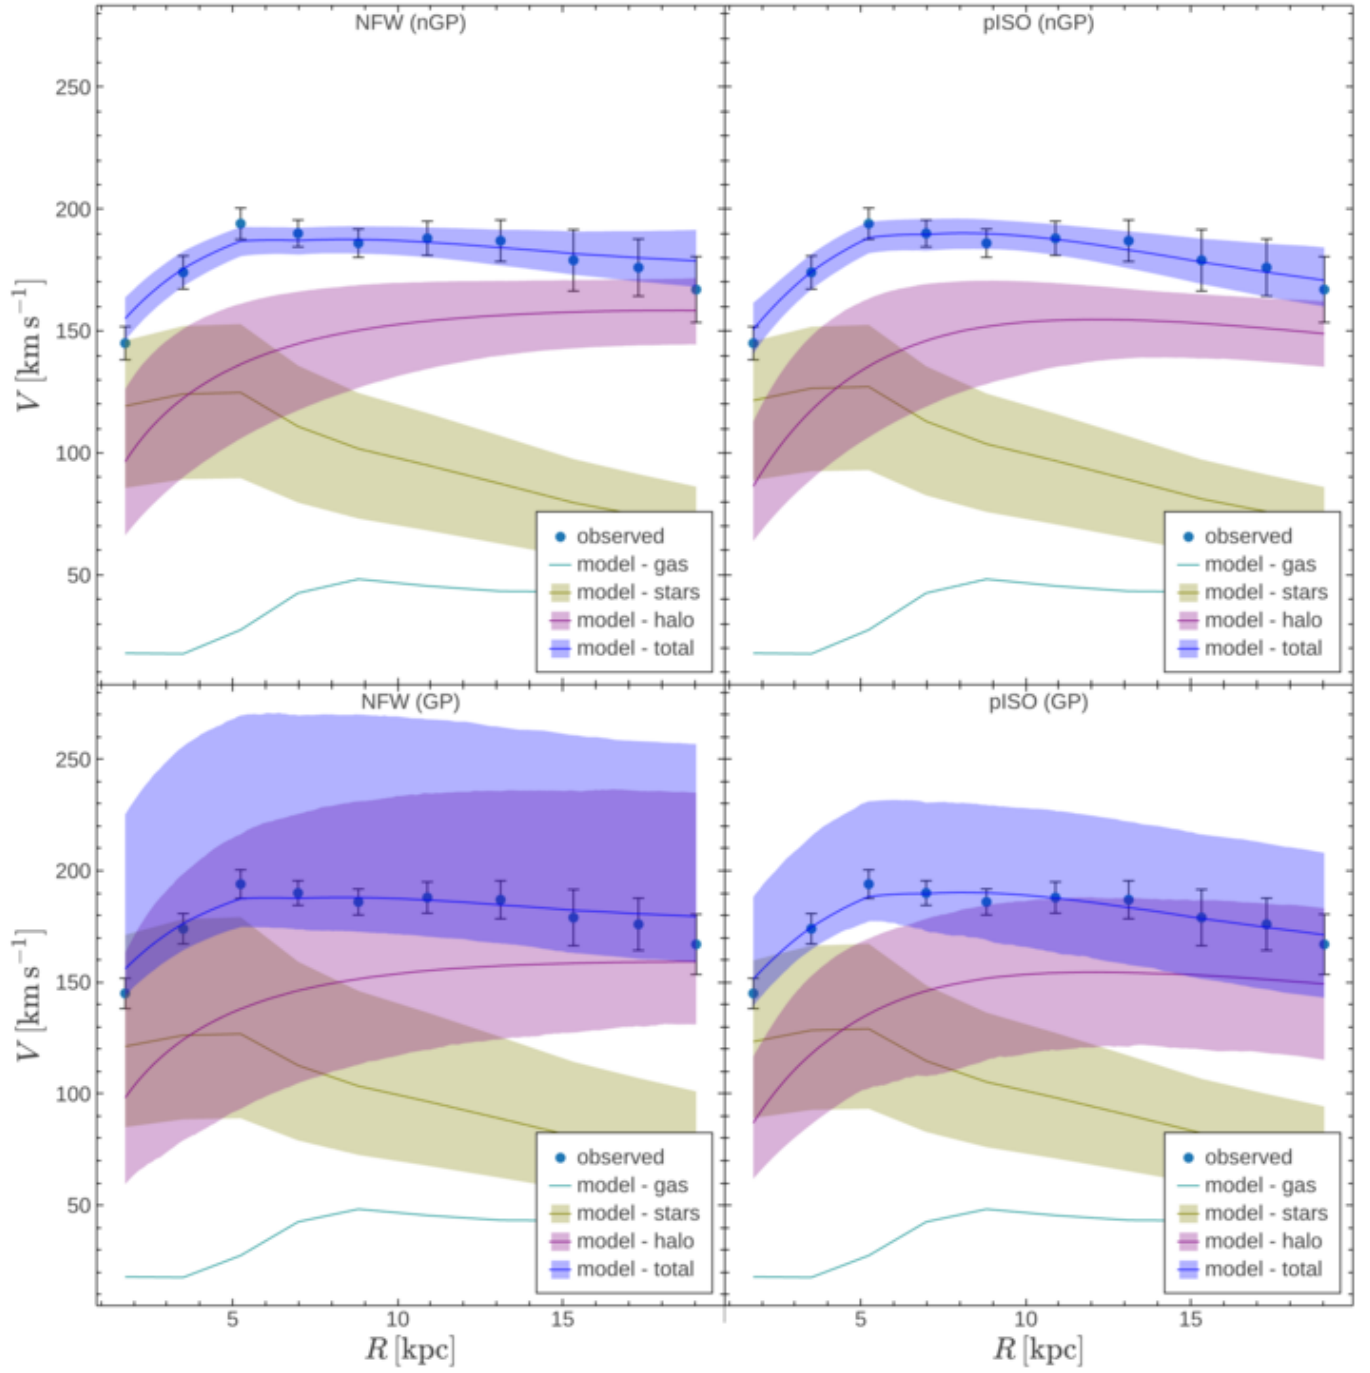 NFW (nGP)
pISO (nGP)
250
200
150
100
50
V [km s⁻¹]
observed
model - gas
model - stars
model - halo
model - total
observed
model - gas
model - stars
model - halo
model - total
NFW (GP)
pISO (GP)
250
200
150
100
50
V [km s⁻¹]
observed
model - gas
model - stars
model - halo
model - total
observed
model - gas
model - stars
model - halo
model - total
5 10 15
5 10 15
R [kpc]
R [kpc]